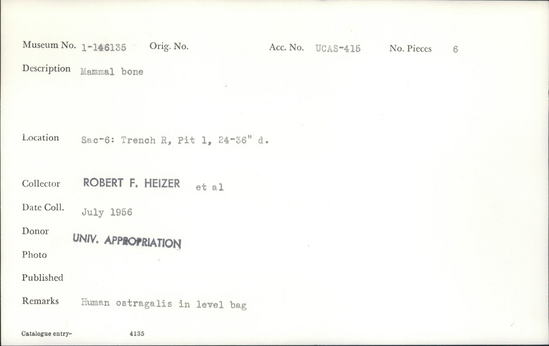 Museum No. 1-146135 Orig. No. Acc. No. UCAS-415 No. Pieces 6
Description Mammal bone
Location Sac-6: Trench R, Pit 1, 24-36" d.
Collector ROBERT F. HEIZER et al
Date Coll. July 1956
Donor UNIV. APPROPRIATION
Photo
Published
Remarks Human ostragalis in level bag
Catalogue entry- 4135